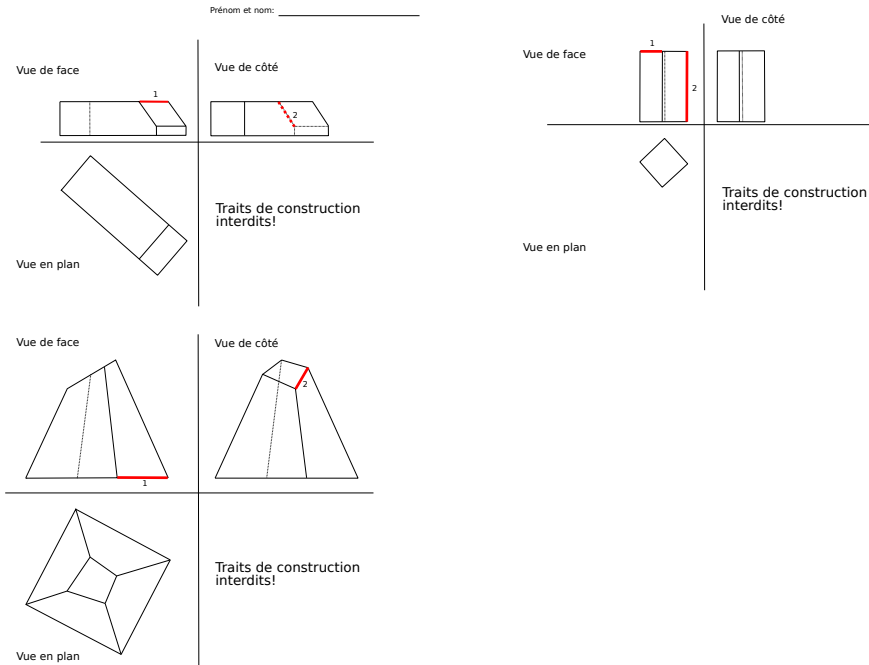 Prénom et nom:
Vue de face
Vue de côté
1
2
Vue en plan
Traits de construction
interdits!
Vue de face
Vue de côté
1
2
Vue en plan
Traits de construction
interdits!
Vue de face
Vue de côté
2
1
Vue en plan
Traits de construction
interdits!